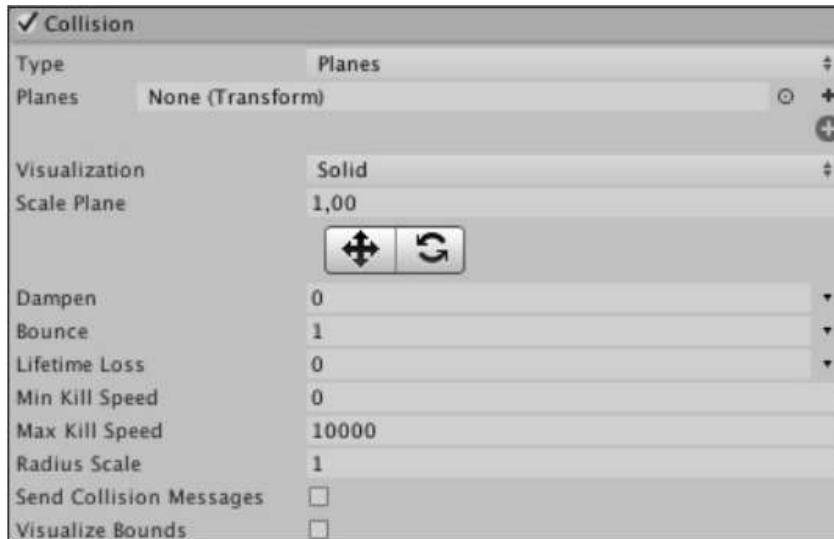 Collision
Type Planes
Planes None (Transform)
Visualization Solid
Scale Plane 1,00
Dampen 0
Bounce 1
Lifetime Loss 0
Min Kill Speed 0
Max Kill Speed 10000
Radius Scale 1
Send Collision Messages
Visualize Bounds